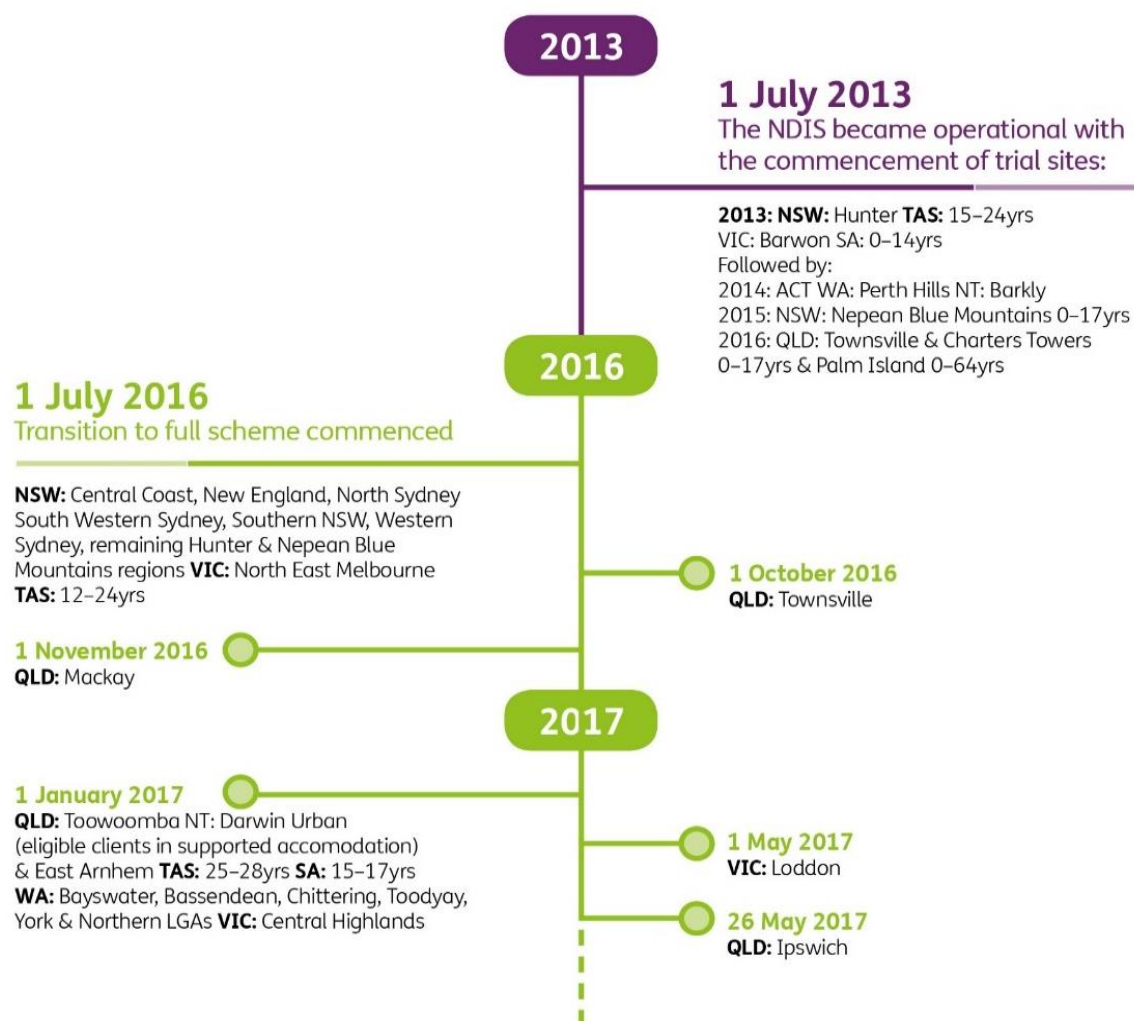 2013
1 July 2013
The NDIS became operational with
the commencement of trial sites:
2013: NSW: Hunter TAS: 15–24yrs
VIC: Barwon SA: 0–14yrs
Followed by:
2014: ACT WA: Perth Hills NT: Barkly
2015: NSW: Nepean Blue Mountains 0–17yrs
2016: QLD: Townsville & Charters Towers
0–17yrs & Palm Island 0–64yrs
2016
1 July 2016
Transition to full scheme commenced
NSW: Central Coast, New England, North Sydney
South Western Sydney, Southern NSW, Western
Sydney, remaining Hunter & Nepean Blue
Mountains regions VIC: North East Melbourne
TAS: 12–24yrs
1 October 2016
QLD: Townsville
1 November 2016
QLD: Mackay
2017
1 January 2017
QLD: Toowoomba NT: Darwin Urban
(eligible clients in supported accomodation)
& East Arnhem TAS: 25–28yrs SA: 15–17yrs
WA: Bayswater, Bassendean, Chittering, Toodyay,
York & Northern LGAs VIC: Central Highlands
1 May 2017
VIC: Loddon
26 May 2017
QLD: Ipswich